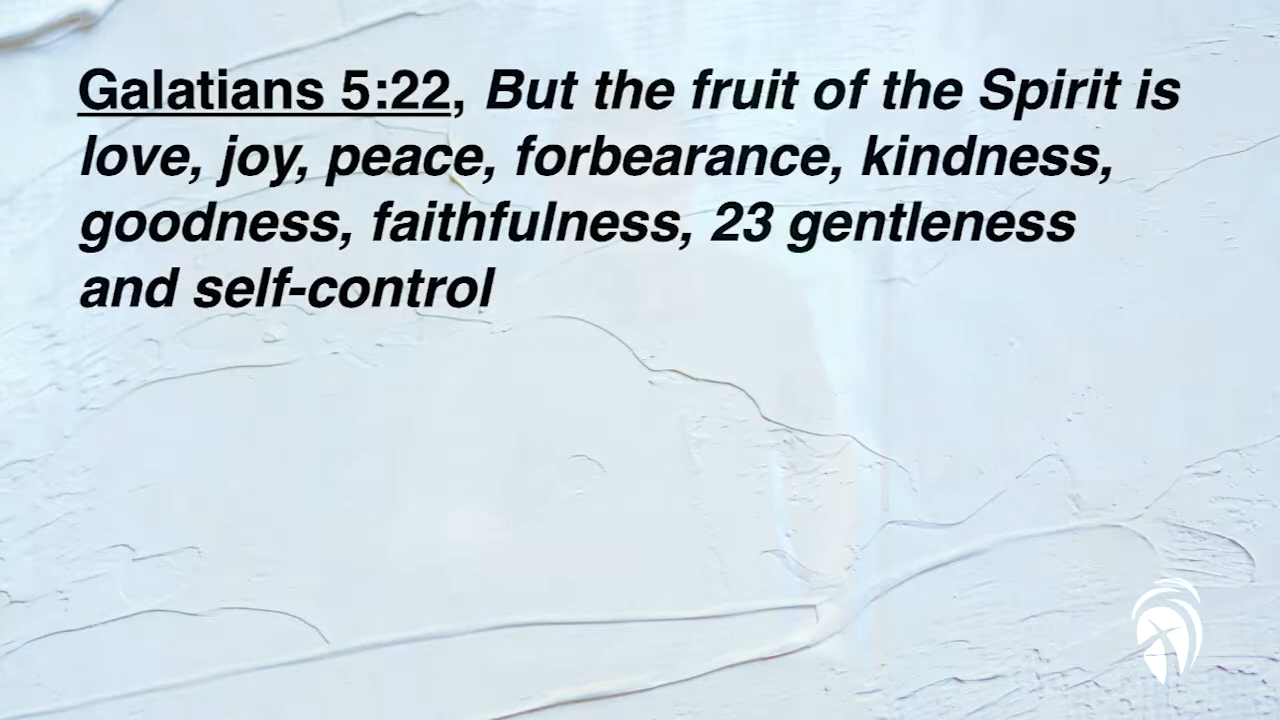 Galatians 5:22, But the fruit of the Spirit is
love, joy, peace, forbearance, kindness,
goodness, faithfulness, 23 gentleness
and self-control